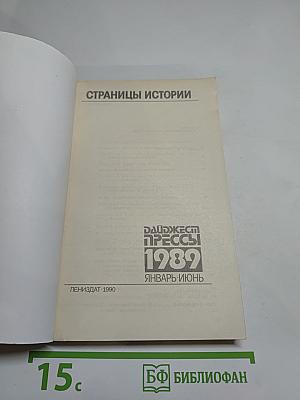 СТРАНИЦЫ ИСТОРИИ
ДАЙДЖЕСТ
ПРЕССЫ
1989
ЯНВАРЬ-ИЮНЬ
ЛЕНИЗДАТ·1990
15с
БФ БИБЛИОФАН